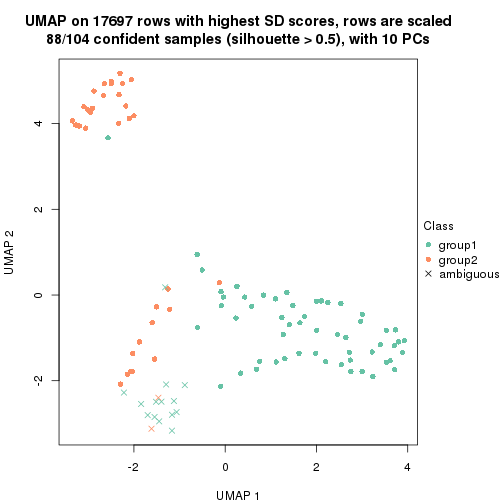 UMAP on 17697 rows with highest SD scores, rows are scaled
88/104 confident samples (silhouette > 0.5), with 10 PCs
4
2
0
-2
UMAP 2
-2
0
2
4
UMAP 1
Class
group1
group2
ambiguous